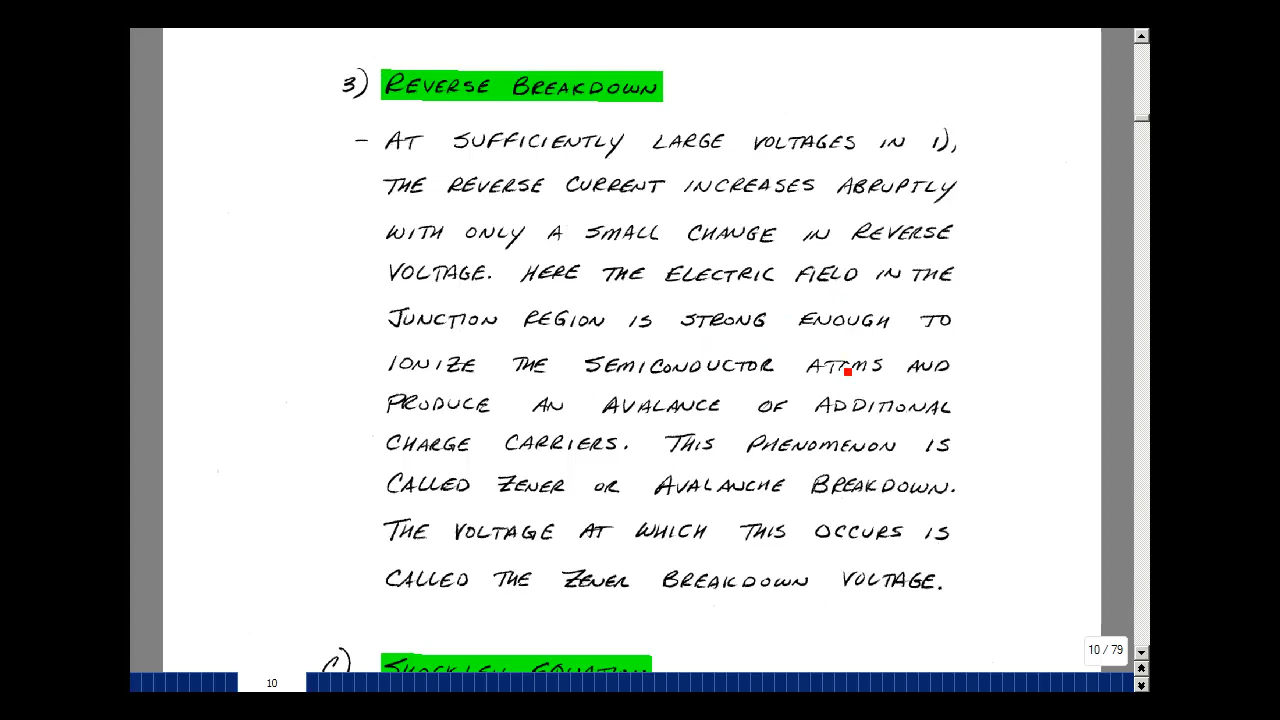 3) REVERSE BREAKDOWN
- AT SUFFICIENTLY LARGE VOLTAGES IN 1),
THE REVERSE CURRENT INCREASES ABRUPTLY
WITH ONLY A SMALL CHANGE IN REVERSE
VOLTAGE. HERE THE ELECTRIC FIELD IN THE
JUNCTION REGION IS STRONG ENOUGH TO
IONIZE THE SEMICONDUCTOR ATOMS AND
PRODUCE AN AVALANCE OF ADDITIONAL
CHARGE CARRIERS. THIS PHENOMENON IS
CALLED ZENER OR AVALANCHE BREAKDOWN.
THE VOLTAGE AT WHICH THIS OCCURS IS
CALLED THE ZENER BREAKDOWN VOLTAGE.
C) SHOCKLEY EQUATION
10 / 79
10